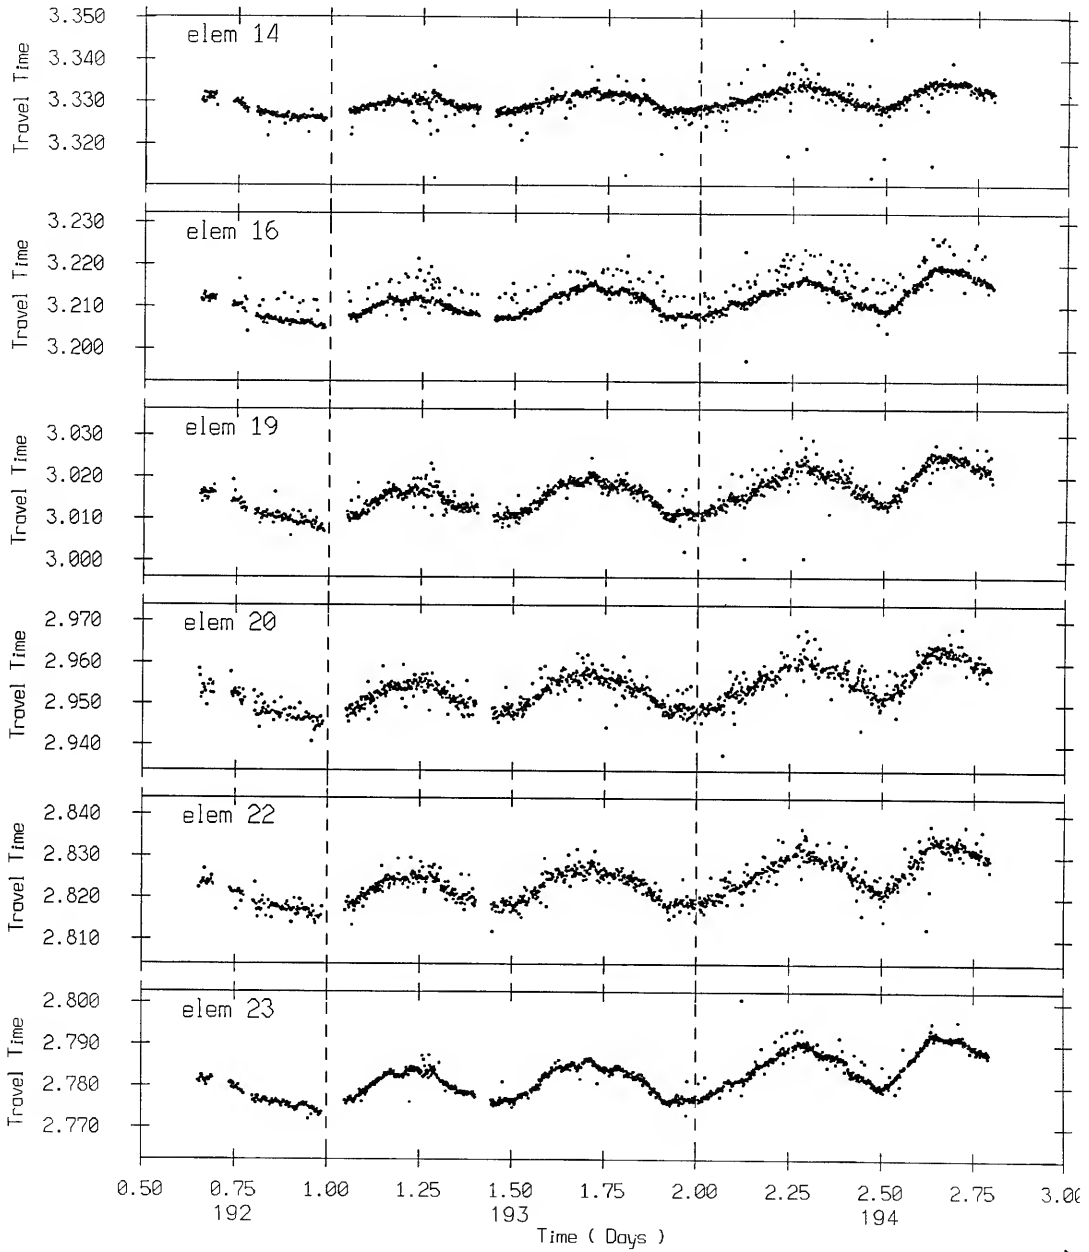 3.350
elem 14
3.340
3.330
3.320
Travel Time
3.230
elem 16
3.220
3.210
3.200
Travel Time
3.030
elem 19
3.020
3.010
3.000
Travel Time
2.970
elem 20
2.960
2.950
2.940
Travel Time
2.840
elem 22
2.830
2.820
2.810
Travel Time
2.800
elem 23
2.790
2.780
2.770
Travel Time
0.50 0.75 1.00 1.25 1.50 1.75 2.00 2.25 2.50 2.75 3.00
192 193 194
Time ( Days )